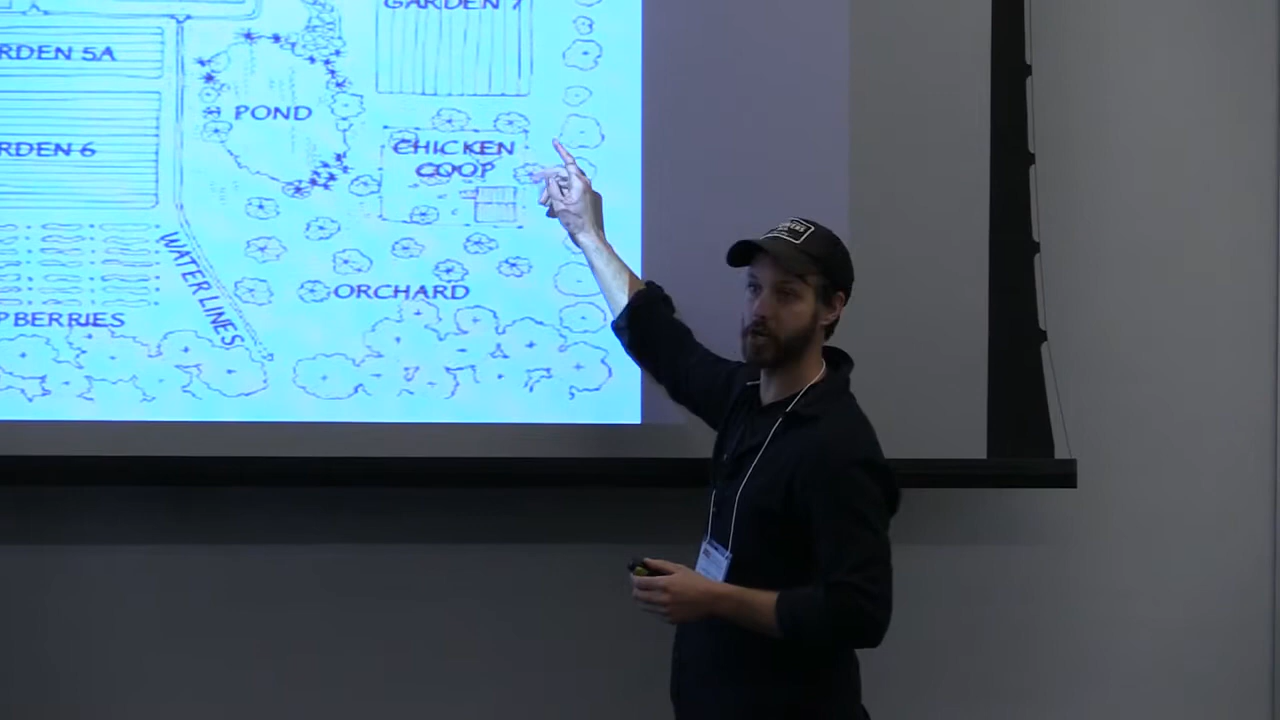 GARDEN 7
RDEN 5A
POND
RDEN 6
CHICKEN
COOP
WATER LINES
ORCHARD
PBERRIES